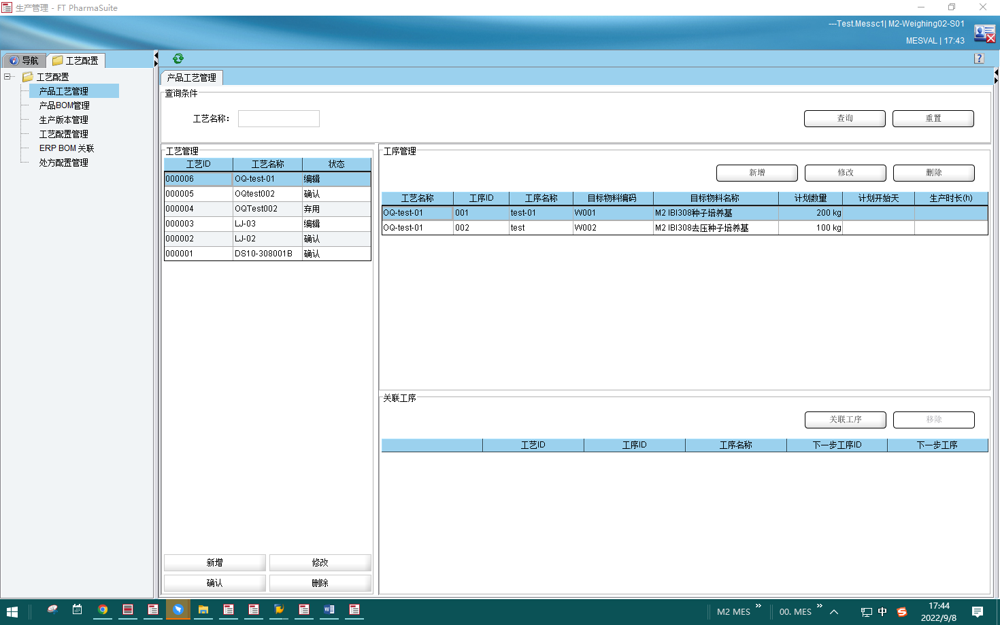 生产管理 - FT PharmaSuite
---Test.Messc1| M2-Weighing02-S01
MESVAL | 17:43
导航 工艺配置
工艺配置
产品工艺管理
产品BOM管理
生产版本管理
工艺配置管理
ERP BOM 关联
处方配置管理
产品工艺管理
查询条件
工艺名称: 查询 重置
工艺管理
工艺ID 工艺名称 状态
000006 OQ-test-01 编辑
000005 OQtest002 确认
000004 OQTest002 弃用
000003 LJ-03 编辑
000002 LJ-02 确认
000001 DS10-308001B 确认
新增 修改
确认 删除
工序管理
新增 修改 删除
工艺名称 工序ID 工序名称 目标物料编码 目标物料名称 计划数量 计划开始天 生产时长(h)
OQ-test-01 001 test-01 W001 M2 IBI308种子培养基 200 kg
OQ-test-01 002 test W002 M2 IBI308去压种子培养基 100 kg
关联工序
关联工序 移除
工艺ID 工序ID 工序名称 下一步工序ID 下一步工序
M2 MES » 00. MES » 中 17:44
2022/9/8